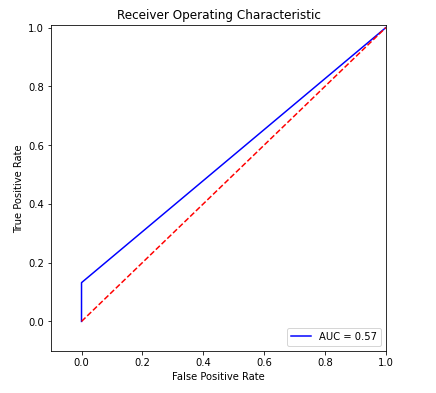 Receiver Operating Characteristic
True Positive Rate
1.0
0.8
0.6
0.4
0.2
0.0
AUC = 0.57
0.0 0.2 0.4 0.6 0.8 1.0
False Positive Rate